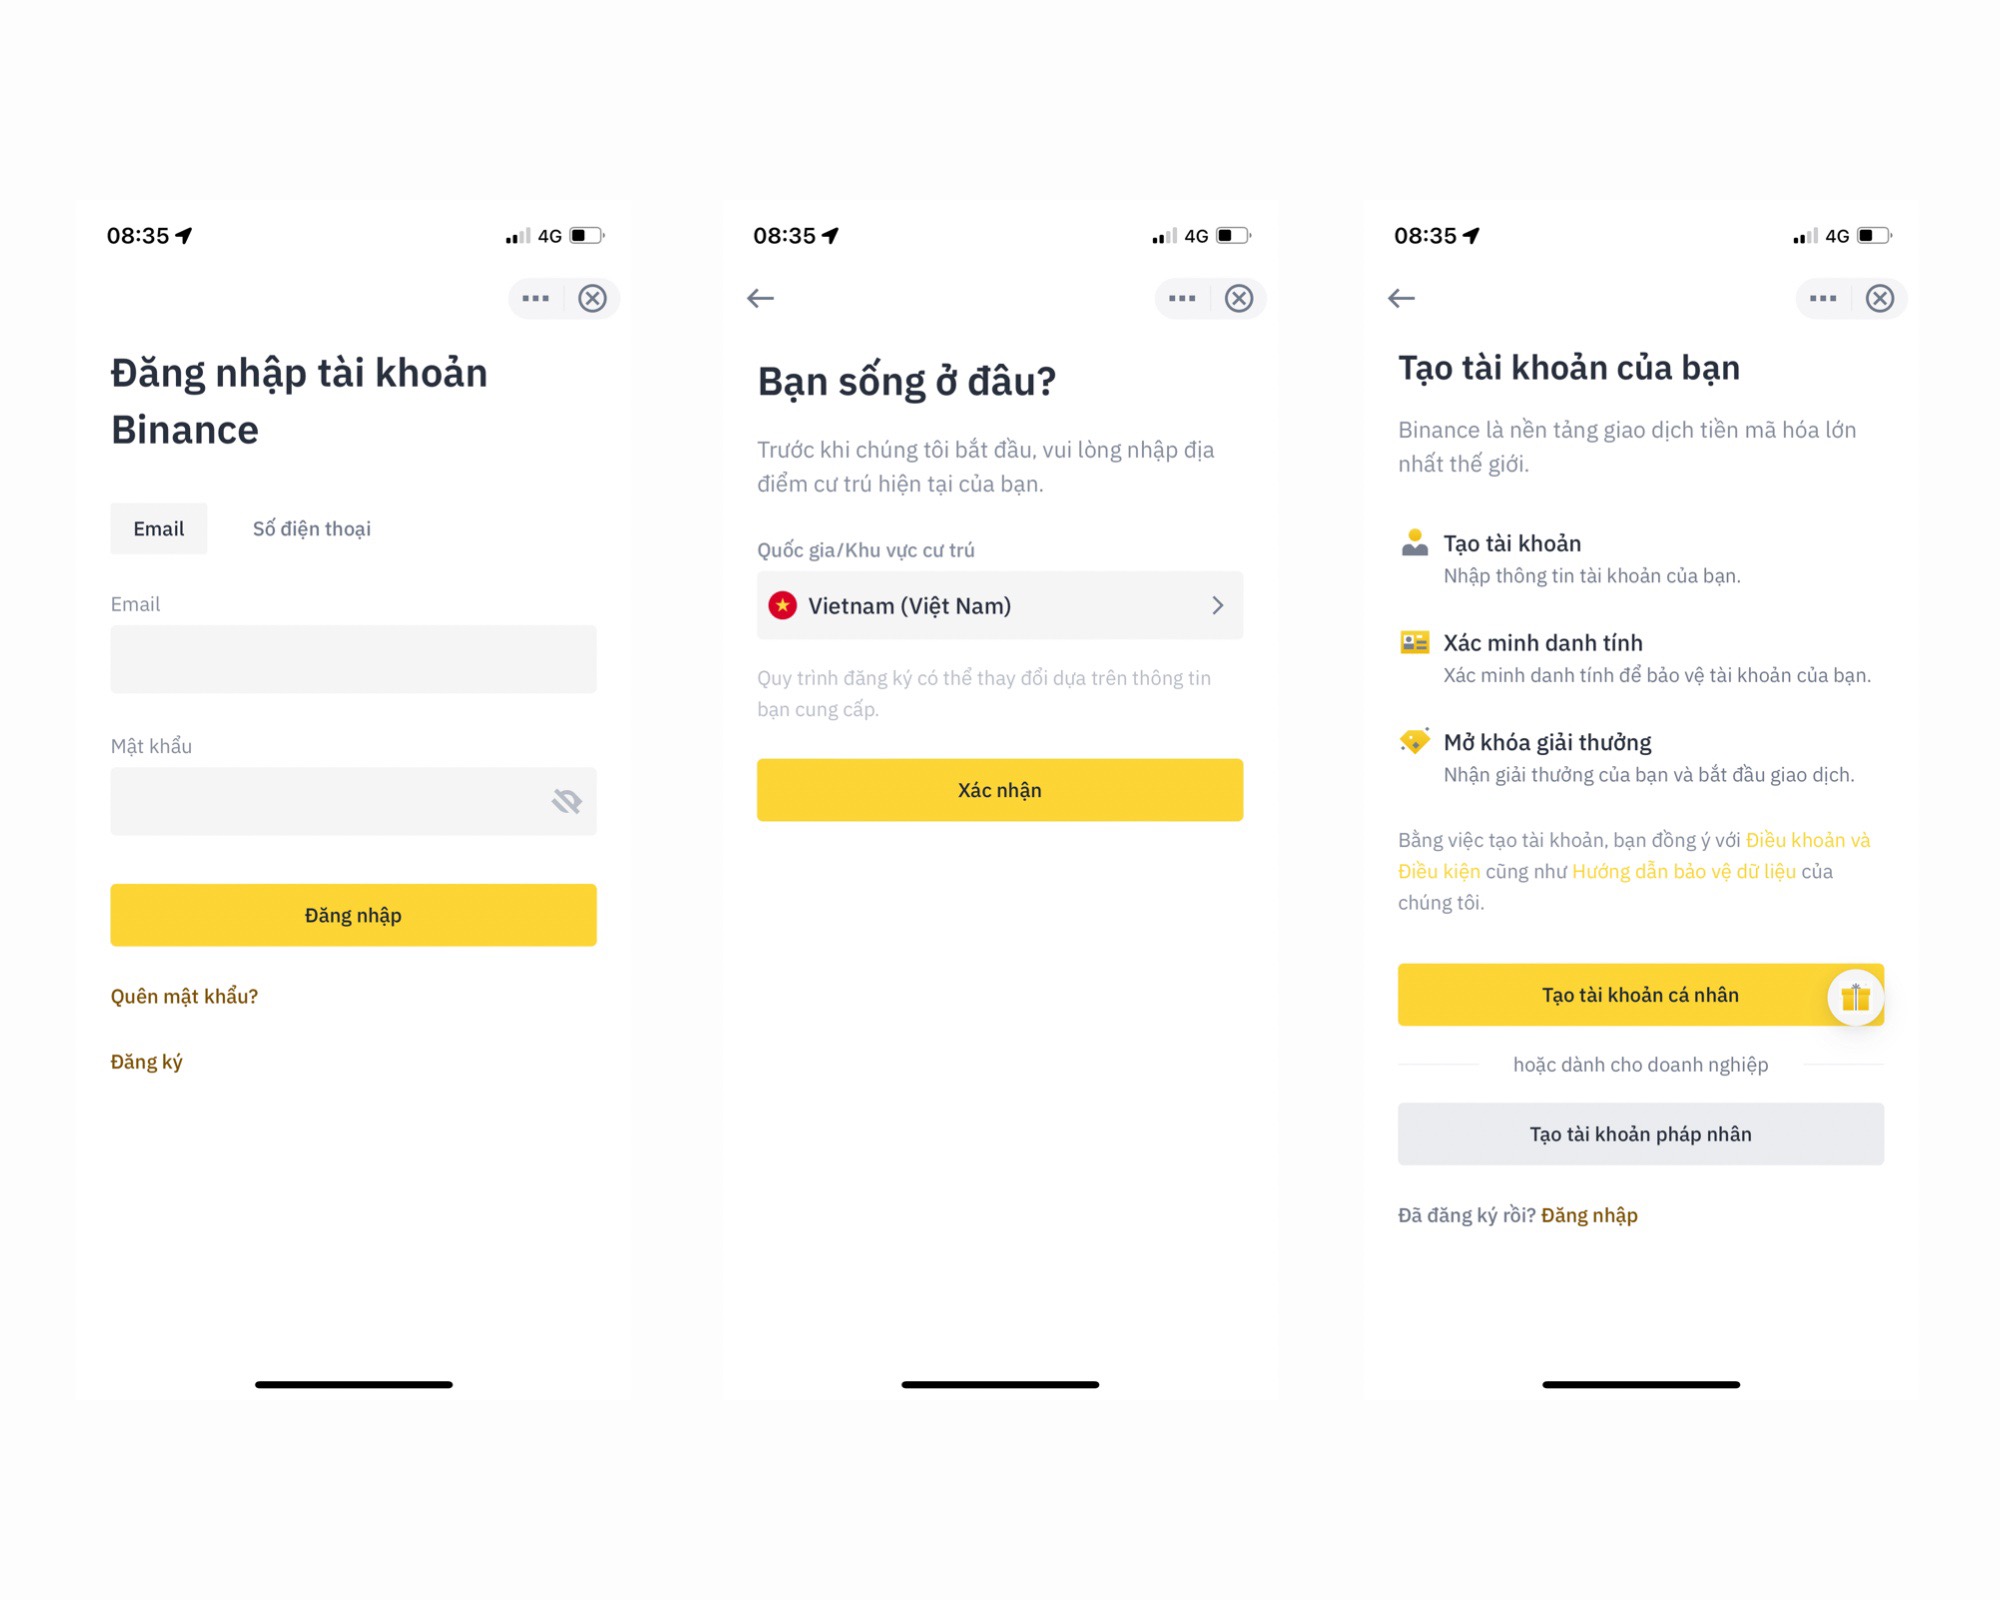 08:35
4G
Đăng nhập tài khoản
Binance
Email
Số điện thoại
Email
Mật khẩu
Đăng nhập
Quên mật khẩu?
Đăng ký
08:35
4G
Bạn sống ở đâu?
Trước khi chúng tôi bắt đầu, vui lòng nhập địa
điểm cư trú hiện tại của bạn.
Quốc gia/Khu vực cư trú
Vietnam (Việt Nam)
Quy trình đăng ký có thể thay đổi dựa trên thông tin
bạn cung cấp.
Xác nhận
08:35
4G
Tạo tài khoản của bạn
Binance là nền tảng giao dịch tiền mã hóa lớn
nhất thế giới.
Tạo tài khoản
Nhập thông tin tài khoản của bạn.
Xác minh danh tính
Xác minh danh tính để bảo vệ tài khoản của bạn.
Mở khóa giải thưởng
Nhận giải thưởng của bạn và bắt đầu giao dịch.
Bằng việc tạo tài khoản, bạn đồng ý với Điều khoản và
Điều kiện cũng như Hướng dẫn bảo vệ dữ liệu của
chúng tôi.
Tạo tài khoản cá nhân
hoặc dành cho doanh nghiệp
Tạo tài khoản pháp nhân
Đã đăng ký rồi? Đăng nhập